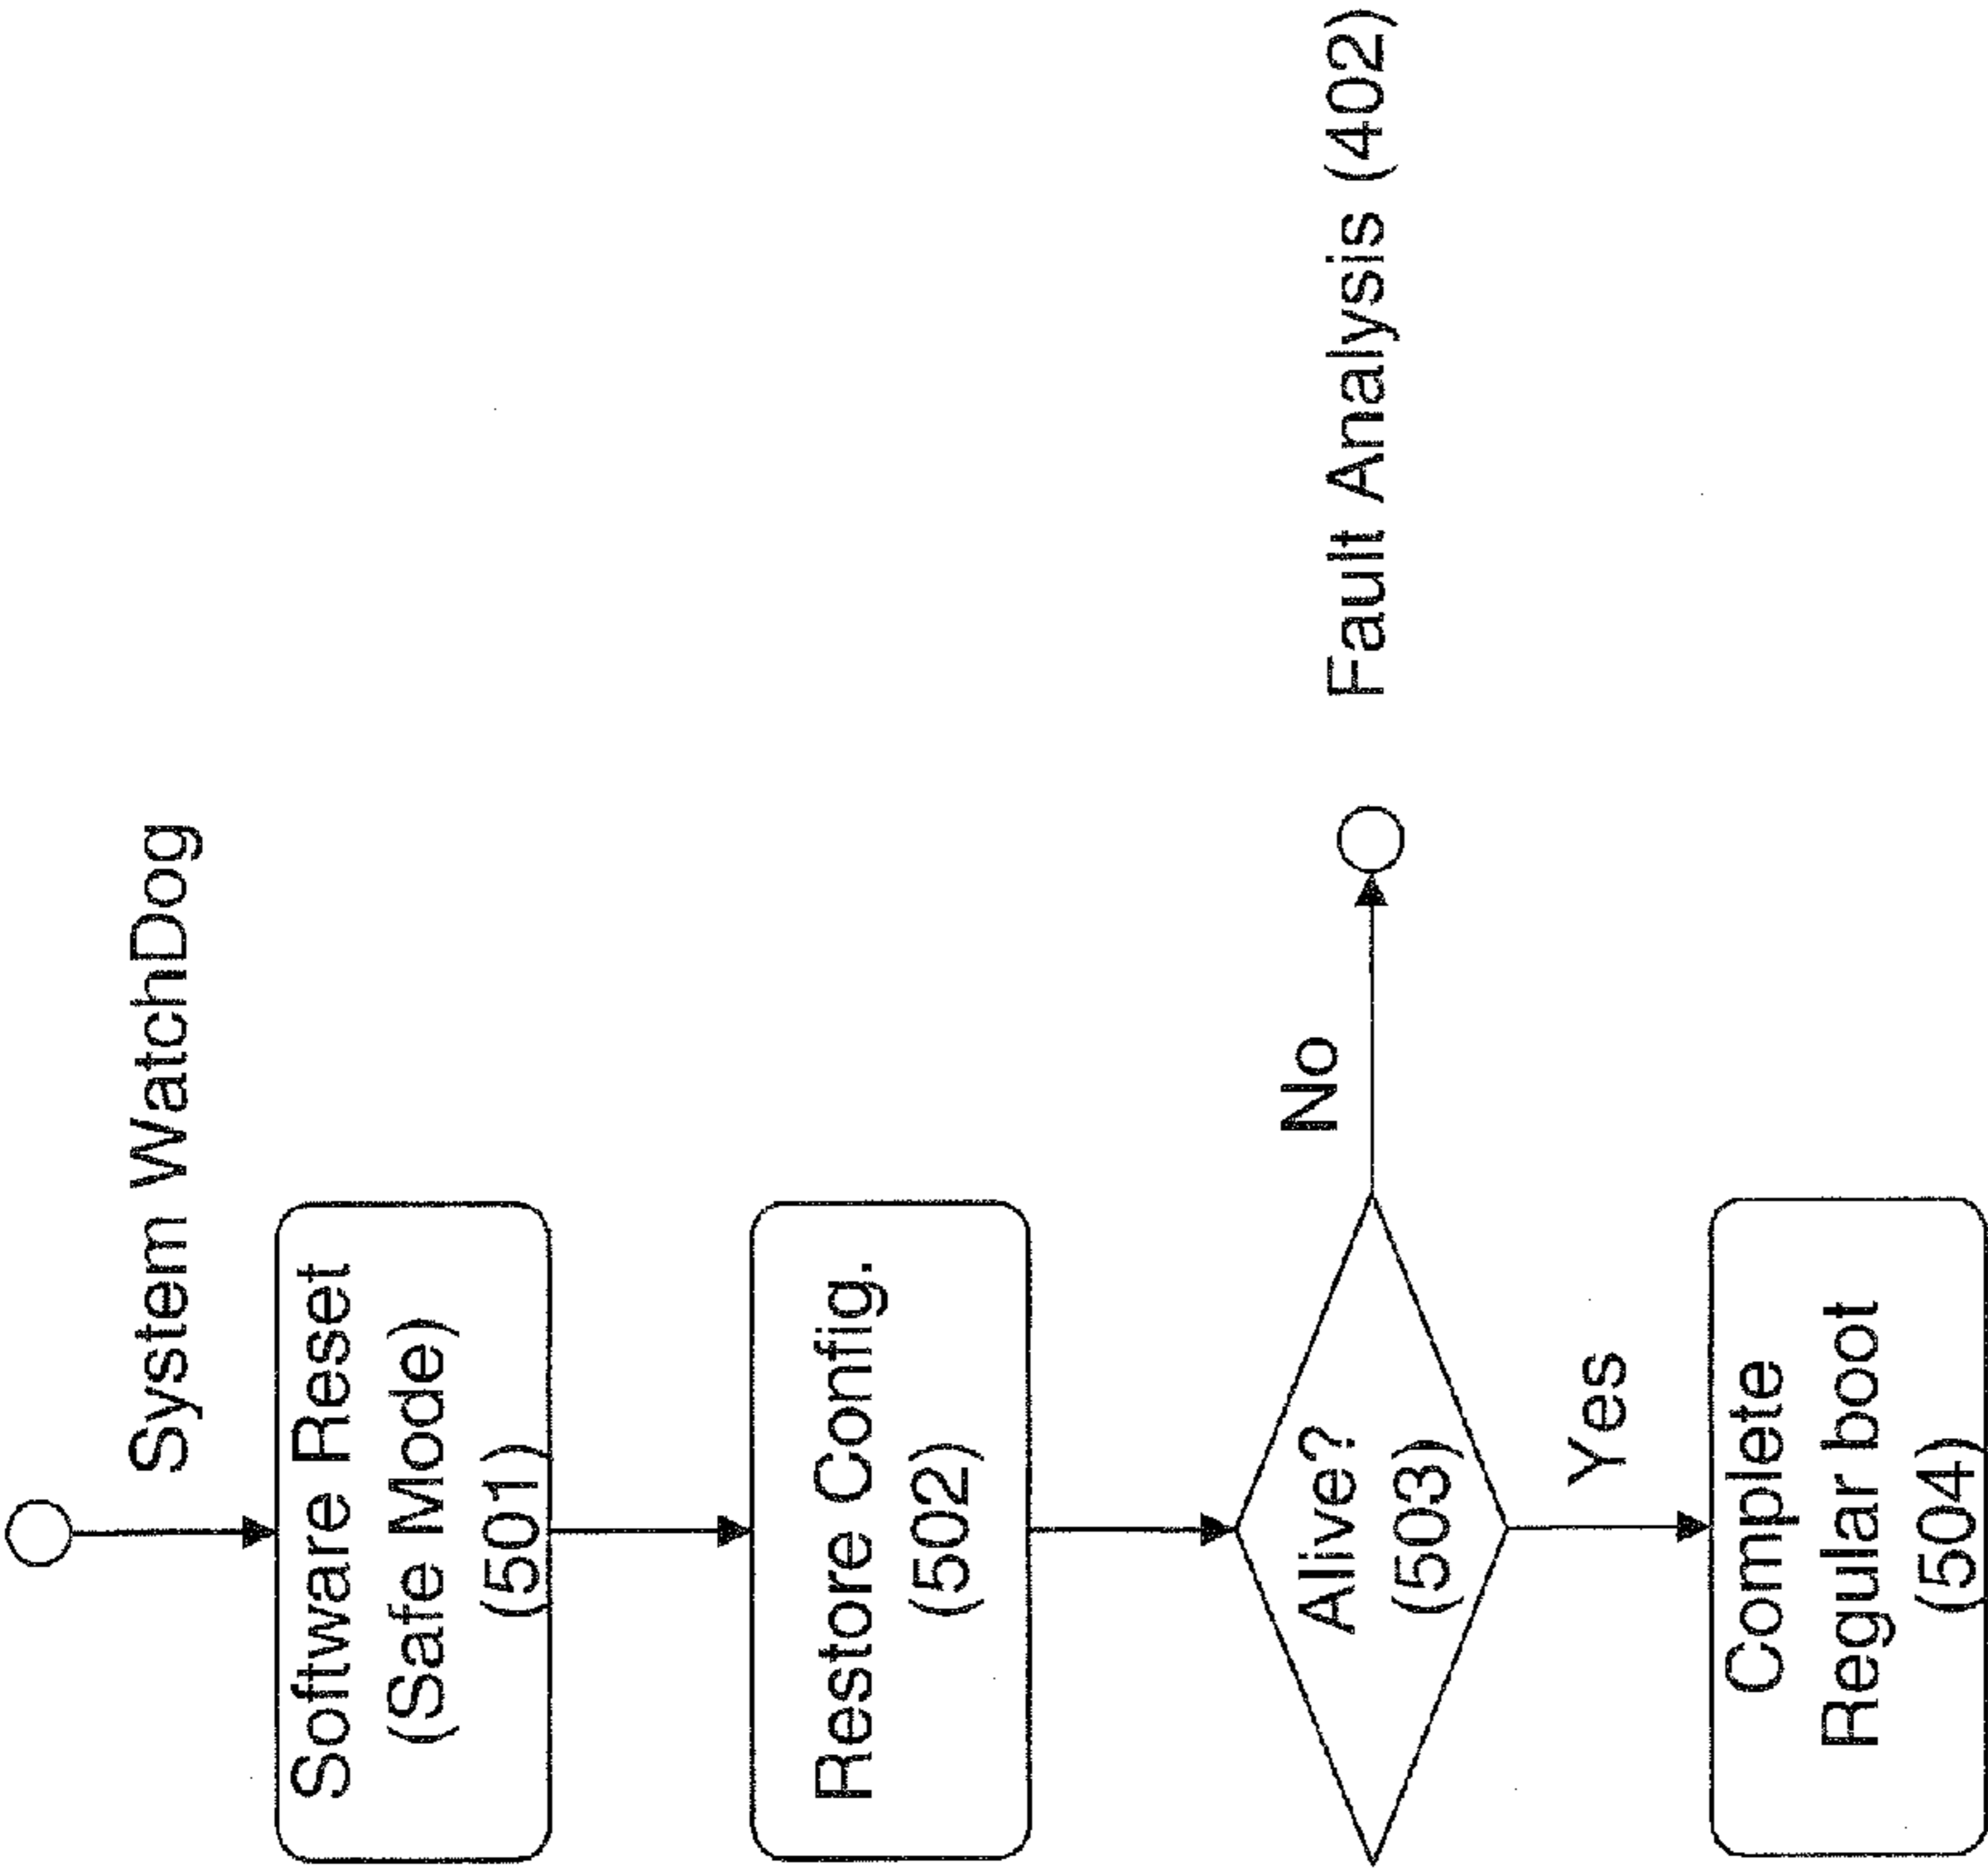 System WatchDog
Software Reset
(Safe Mode)
(501)
Restore Config.
(502)
Alive?
(503)
No
Fault Analysis (402)
Yes
Complete
Regular boot
(504)